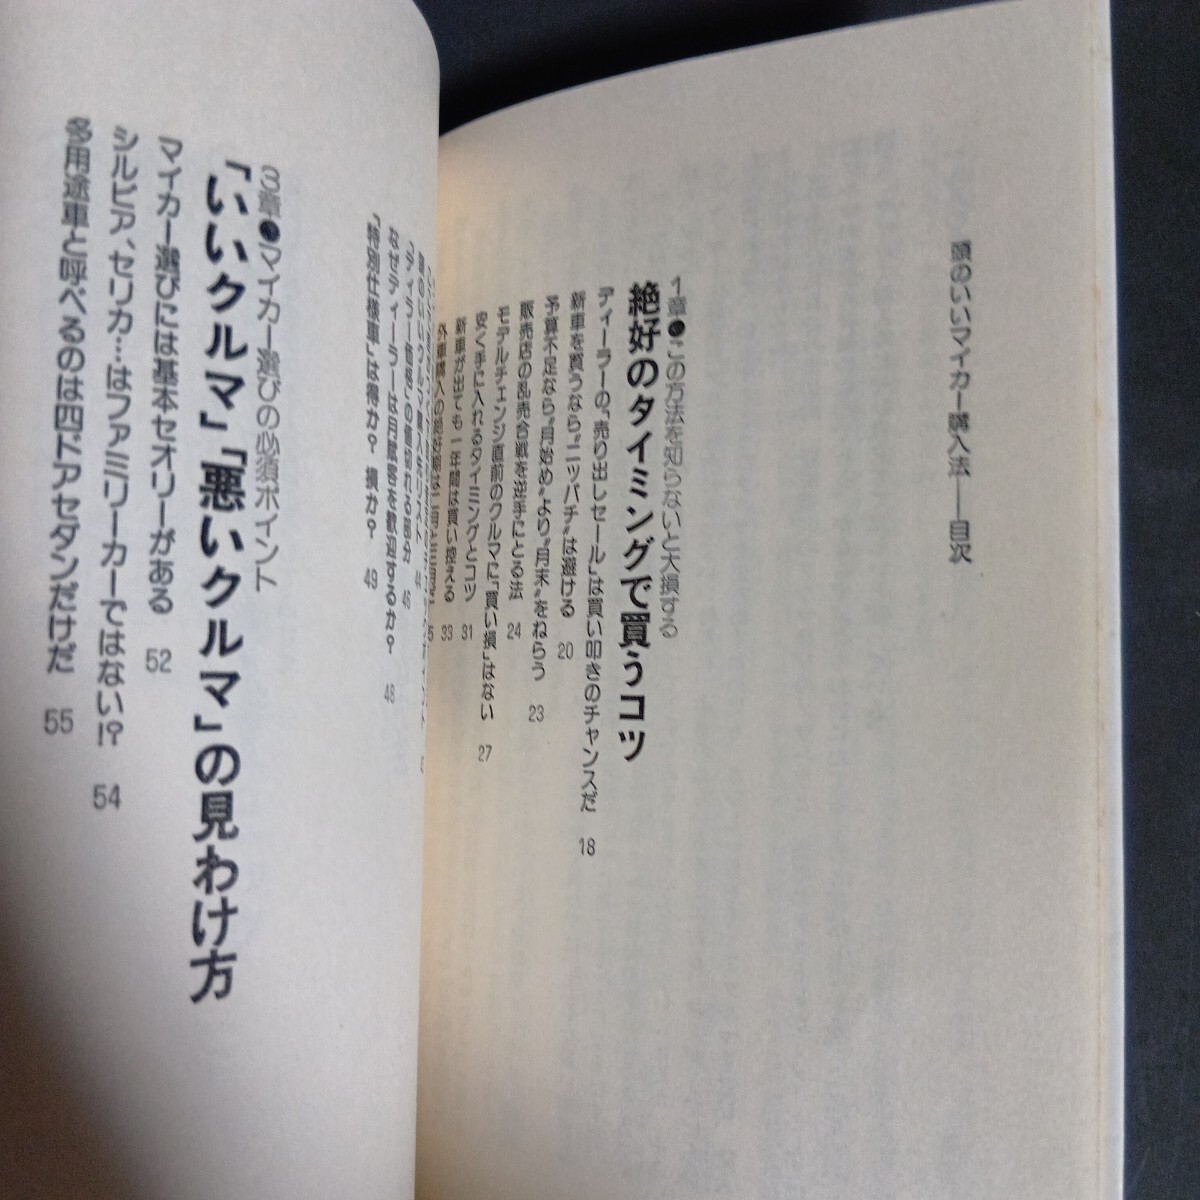 頭のいいマイカー購入法――目次
1章●この方法を知らないと大損する
絶好のタイミングで買うコツ
ディーラーの〝売り出しセール〟は買い叩きのチャンスだ 18
新車を買うなら〝ニッパチ〟は避ける 20
予算不足なら〝月始め〟より〝月末〟をねらう 23
販売店の乱売合戦を逆手にとる法 24
モデルチェンジ直前のクルマに「買い損」はない 27
安く手に入れるタイミングとコツ 31
新車が出ても一年間は買い控える 33
外車購入の
なぜディーラーは月賦客を歓迎するか? 48
「特別仕様車」は得か? 損か? 49
3章●マイカー選びの必須ポイント
「いいクルマ」「悪いクルマ」の見わけ方
マイカー選びには基本セオリーがある 52
シルビア、セリカ…はファミリーカーではない!? 54
多用途車と呼べるのは四ドアセダンだけだ 55